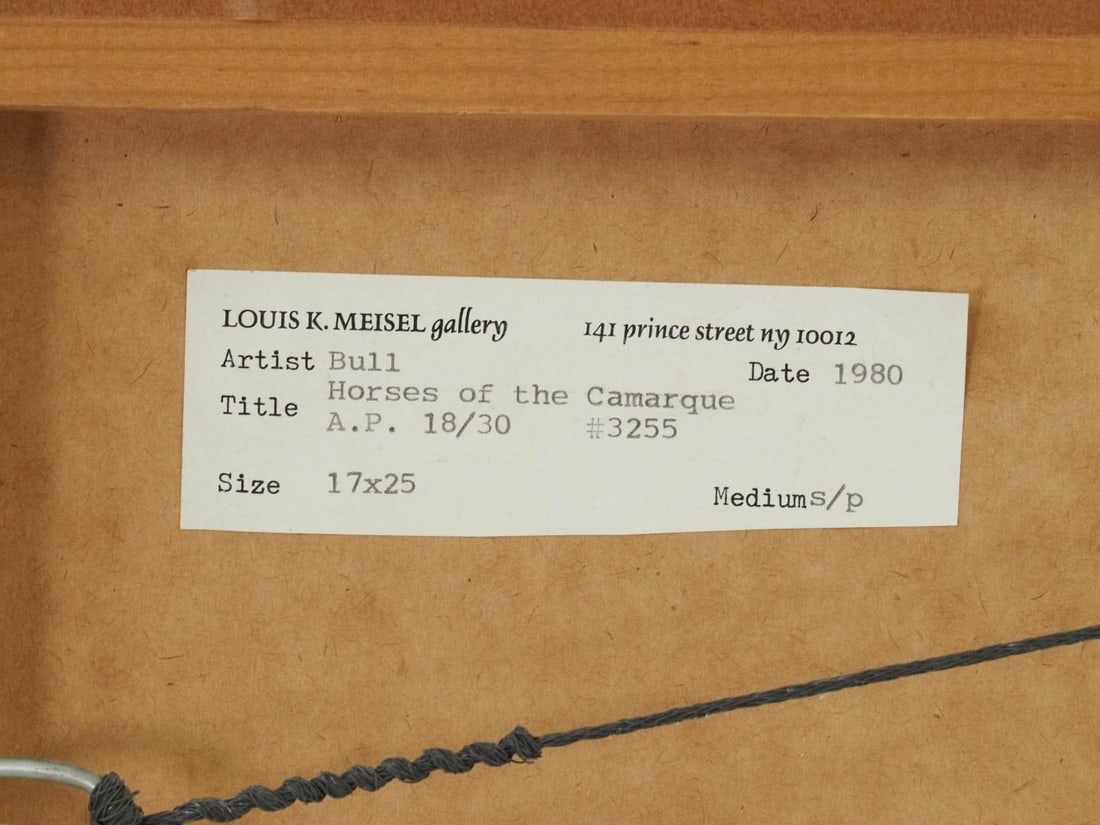 LOUIS K. MEISEL gallery 141 prince street ny 10012
Artist Bull Date 1980
Title Horses of the Camarque
A.P. 18/30 #3255
Size 17x25 Medium s/p